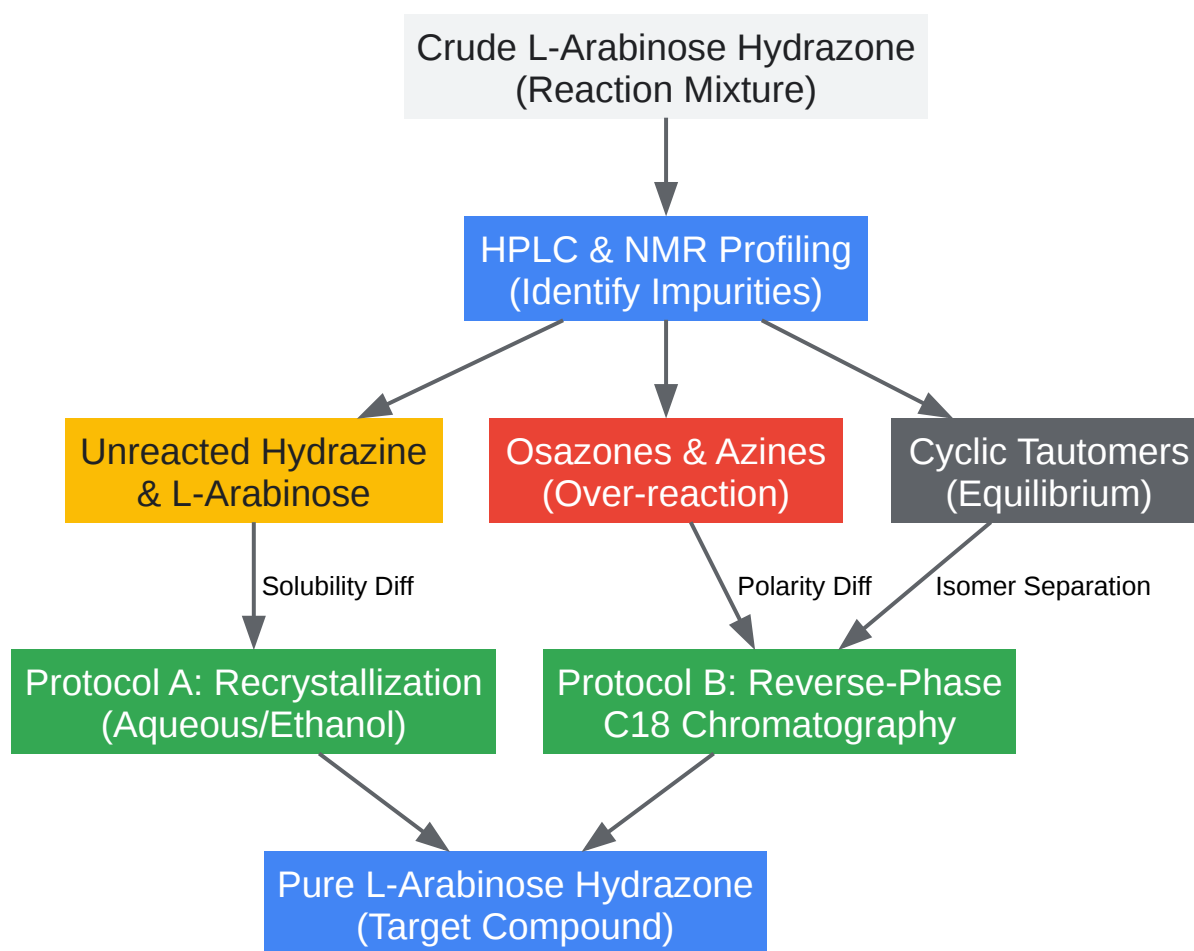 Crude L-Arabinose Hydrazone
(Reaction Mixture)
HPLC & NMR Profiling
(Identify Impurities)
Unreacted Hydrazine
& L-Arabinose
Osazones & Azines
(Over-reaction)
Cyclic Tautomers
(Equilibrium)
Solubility Diff
Polarity Diff
Isomer Separation
Protocol A: Recrystallization
(Aqueous/Ethanol)
Protocol B: Reverse-Phase
C18 Chromatography
Pure L-Arabinose Hydrazone
(Target Compound)